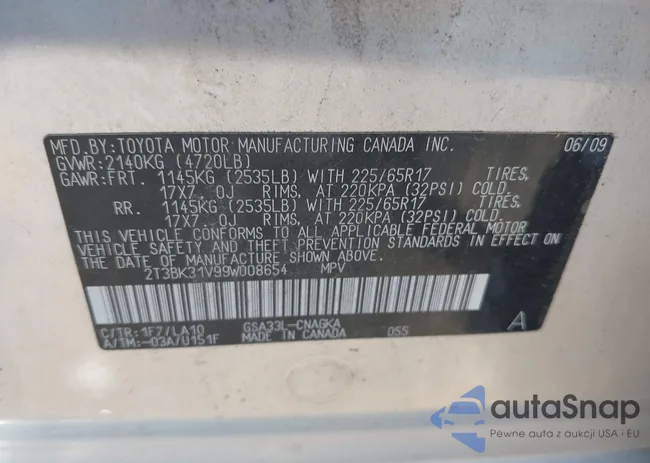 MFD.BY:TOYOTA MOTOR MANUFACTURING CANADA INC. 06/09
GVWR:2140KG (4720LB)
GAWR:FRT. 1145KG (2535LB) WITH 225/65R17 TIRES,
17X7.0J RIMS, AT 220KPA (32PSI) COLD.
RR. 1145KG (2535LB) WITH 225/65R17 TIRES,
17X7.0J RIMS, AT 220KPA (32PSI) COLD.
THIS VEHICLE CONFORMS TO ALL APPLICABLE FEDERAL MOTOR
VEHICLE SAFETY AND THEFT PREVENTION STANDARDS IN EFFECT ON
THE DATE OF MANUFACTURE SHOWN ABOVE.
2T3BK31V99W008654 MPV
C/TR:1F7/LA10 GSA33L-CNAGKA
A/TM:-03A/U151F MADE IN CANADA 055 A
autaSnap
Pewne auta z aukcji USA i EU